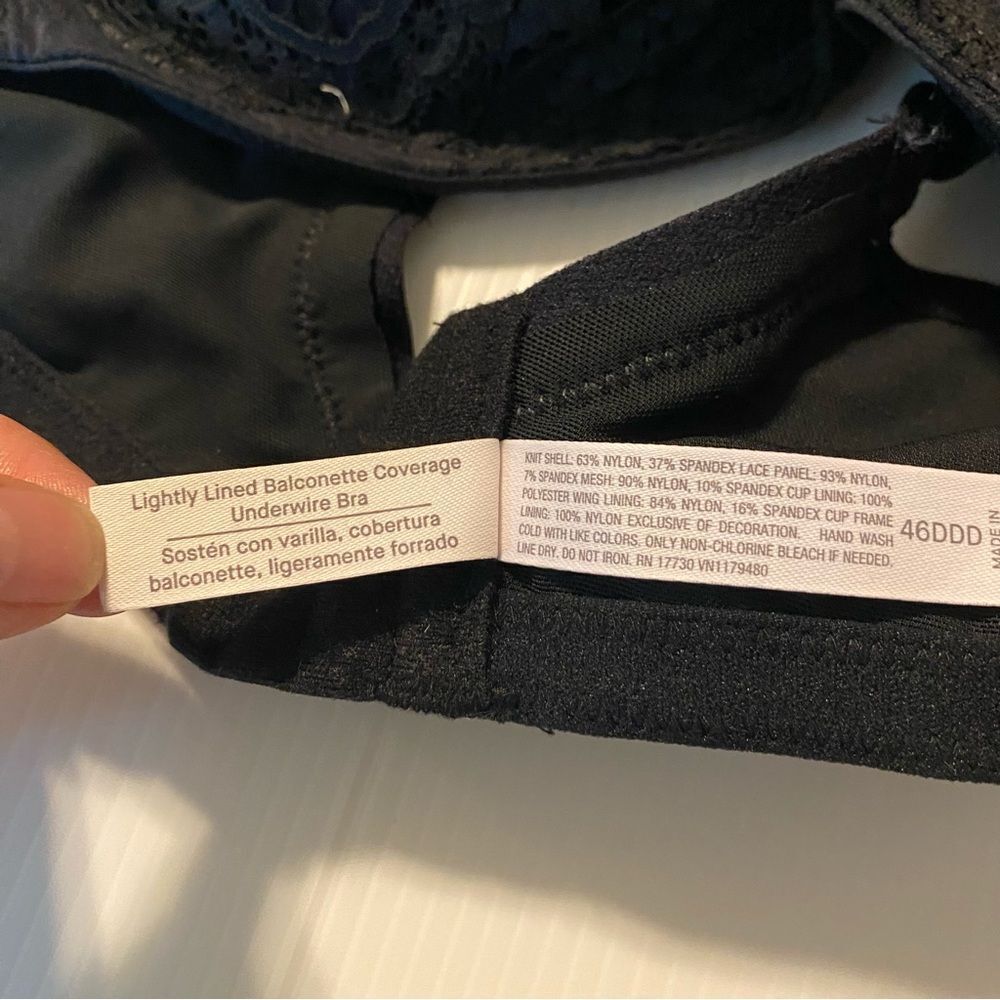 Lightly Lined Balconette Coverage
Underwire Bra
Sostén con varilla, cobertura
balconette, ligeramente forrado
KNIT SHELL: 63% NYLON, 37% SPANDEX LACE PANEL: 93% NYLON,
7% SPANDEX MESH: 90% NYLON, 10% SPANDEX CUP LINING: 100%
POLYESTER WING LINING: 84% NYLON, 16% SPANDEX CUP FRAME
LINING: 100% NYLON EXCLUSIVE OF DECORATION. HAND WASH
COLD WITH LIKE COLORS. ONLY NON-CHLORINE BLEACH IF NEEDED.
LINE DRY. DO NOT IRON. RN 17730 VN1179480
46DDD
MADE IN